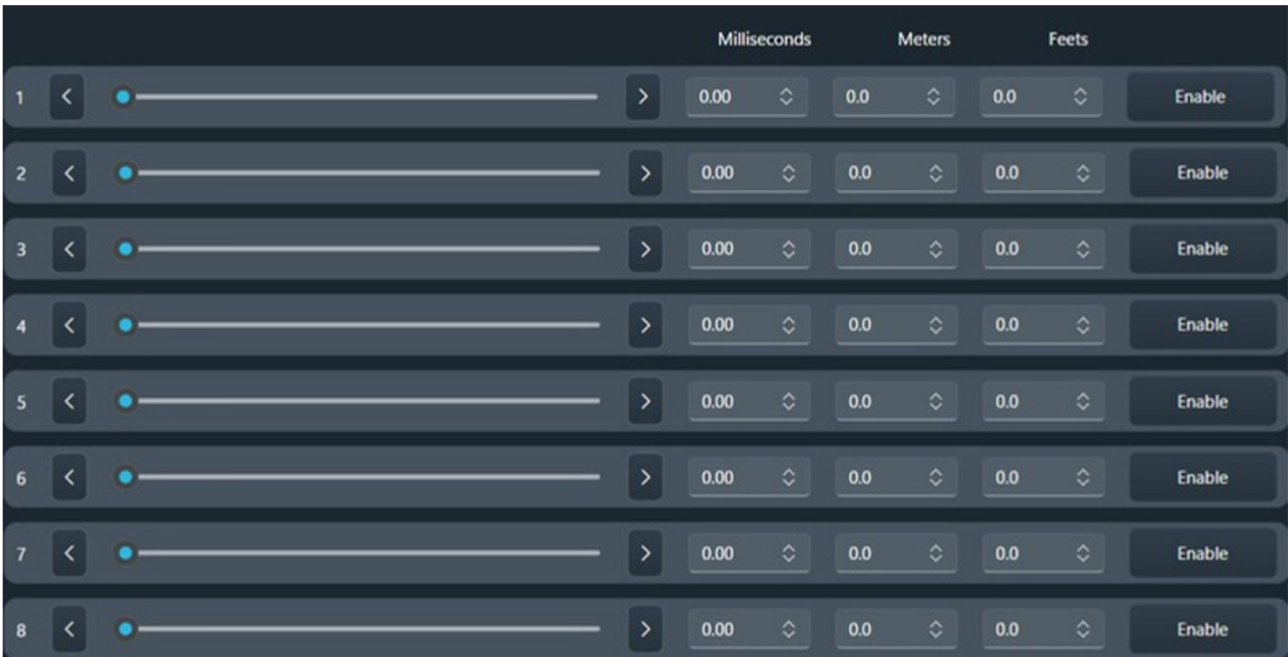 Milliseconds Meters Feets
1 0.00 0.0 0.0 Enable
2 0.00 0.0 0.0 Enable
3 0.00 0.0 0.0 Enable
4 0.00 0.0 0.0 Enable
5 0.00 0.0 0.0 Enable
6 0.00 0.0 0.0 Enable
7 0.00 0.0 0.0 Enable
8 0.00 0.0 0.0 Enable